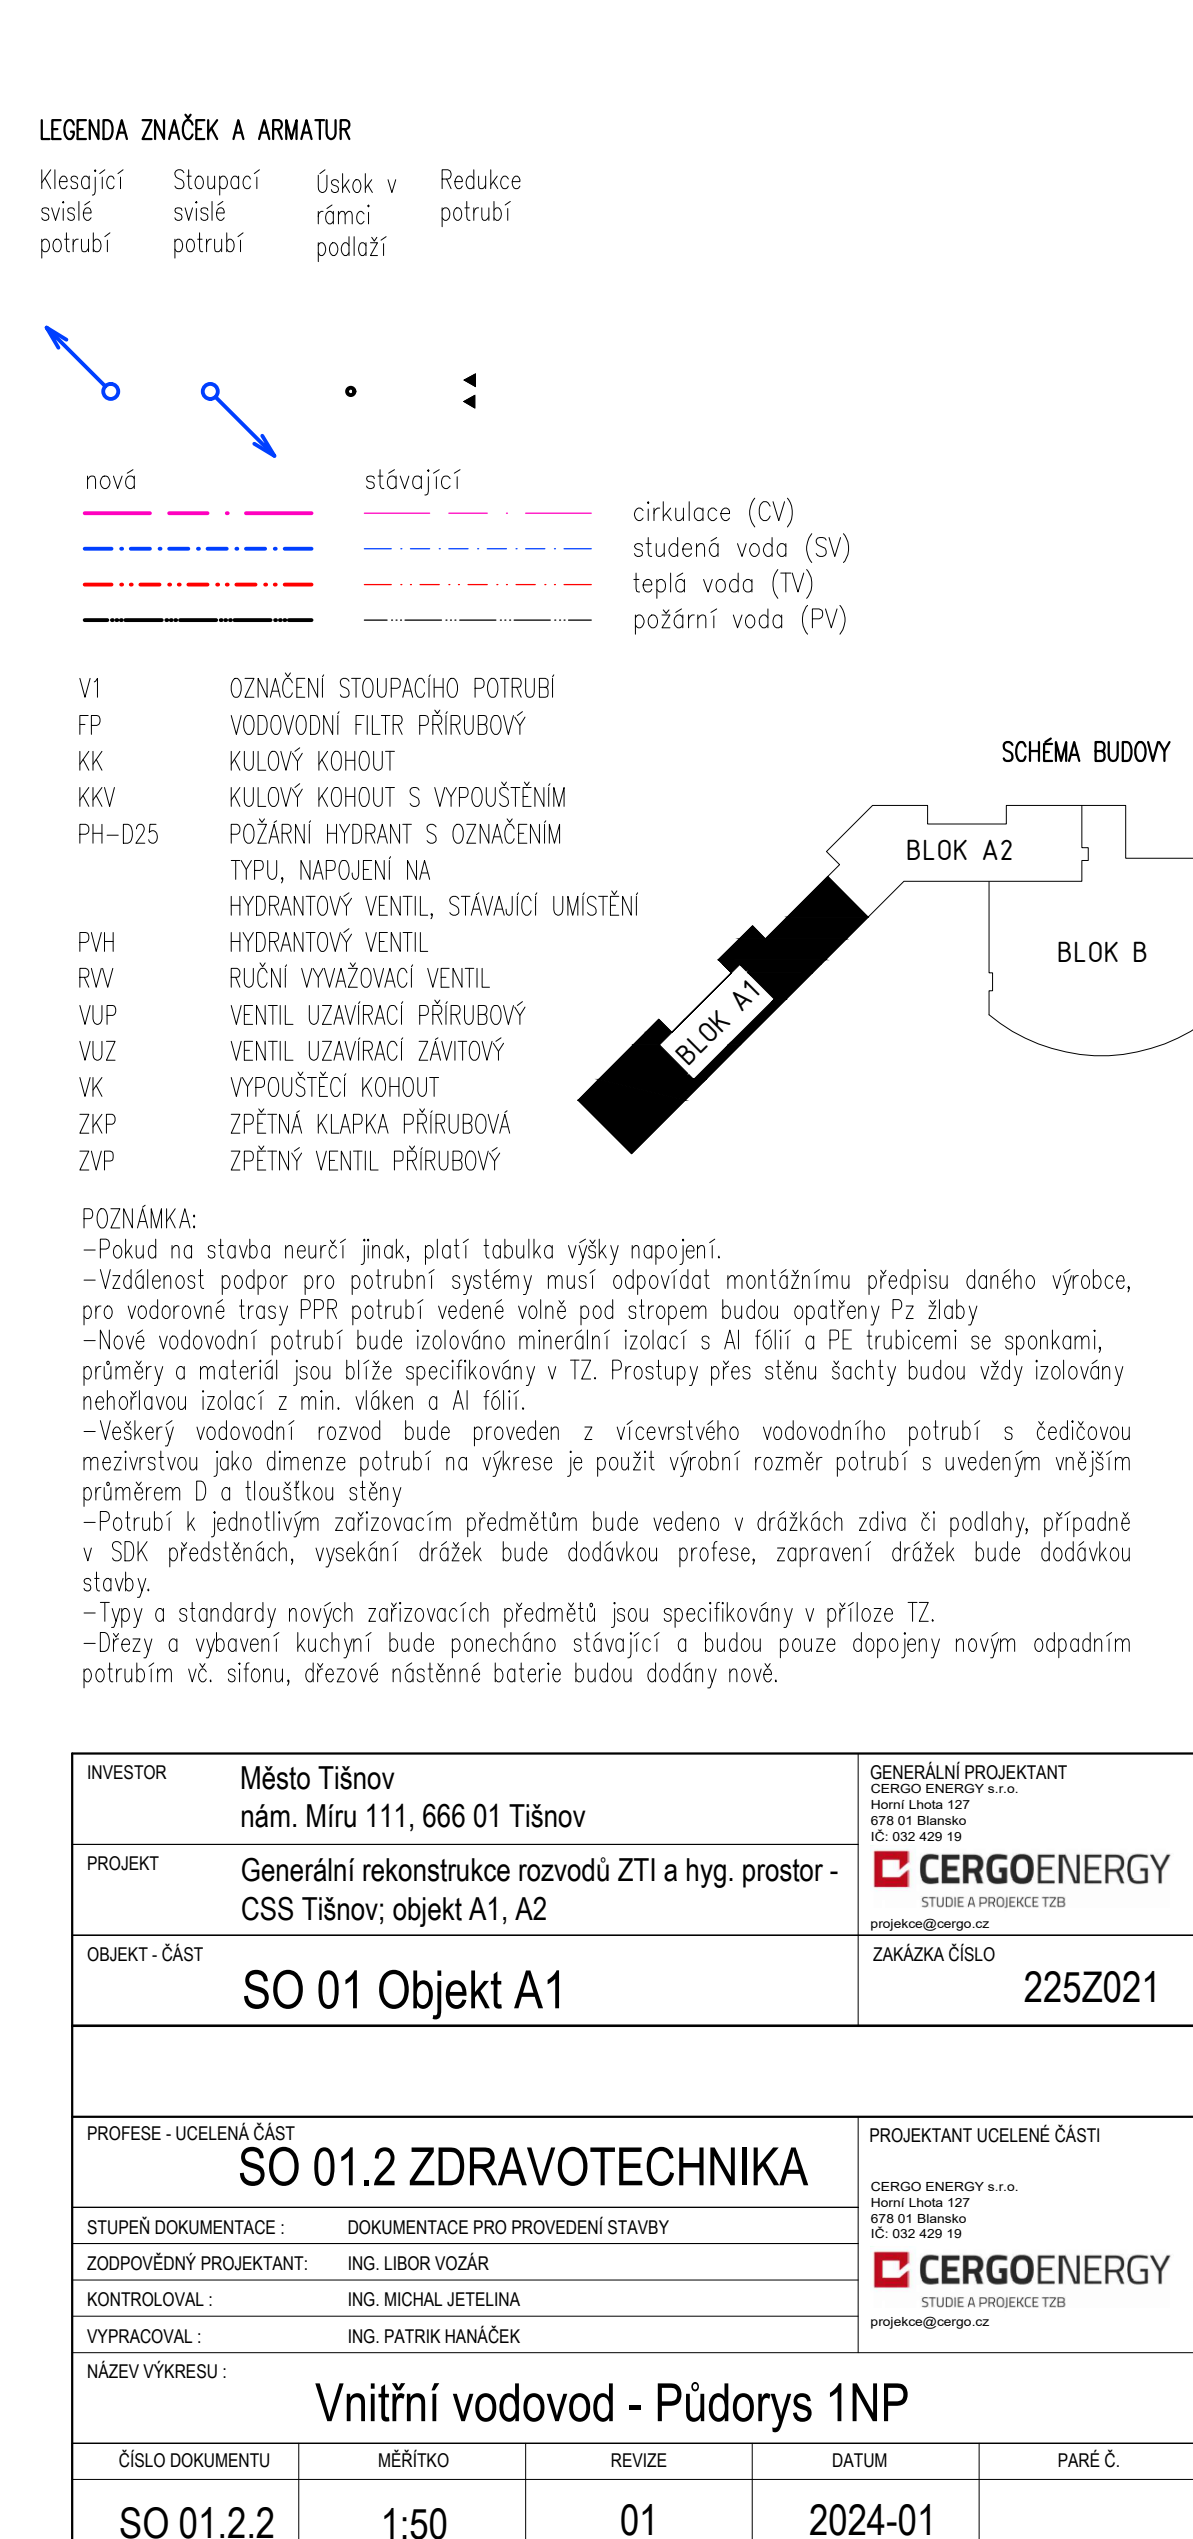 LEGENDA ZNAČEK A ARMATUR
Klesající svislé potrubí
Stoupací svislé potrubí
Úskok v rámci podlaží
Redukce potrubí
nová
stávající
cirkulace (CV)
studená voda (SV)
teplá voda (TV)
požární voda (PV)
V1 OZNAČENÍ STOUPACÍHO POTRUBÍ
FP VODOVODNÍ FILTR PŘÍRUBOVÝ
KK KULOVÝ KOHOUT
KKV KULOVÝ KOHOUT S VYPOUŠTĚNÍM
PH-D25 POŽÁRNÍ HYDRANT S OZNAČENÍM
TYPU, NAPOJENÍ NA
HYDRANTOVÝ VENTIL, STÁVAJÍCÍ UMÍSTĚNÍ
PVH HYDRANTOVÝ VENTIL
RVV RUČNÍ VYVAŽOVACÍ VENTIL
VUP VENTIL UZAVÍRACÍ PŘÍRUBOVÝ
VUZ VENTIL UZAVÍRACÍ ZÁVITOVÝ
VK VYPOUŠTĚCÍ KOHOUT
ZKP ZPĚTNÁ KLAPKA PŘÍRUBOVÁ
ZVP ZPĚTNÝ VENTIL PŘÍRUBOVÝ
SCHÉMA BUDOVY
BLOK A2
BLOK B
BLOK A1
POZNÁMKA:
-Pokud na stavba neurčí jinak, platí tabulka výšky napojení.
-Vzdálenost podpor pro potrubní systémy musí odpovídat montážnímu předpisu daného výrobce,
pro vodorovné trasy PPR potrubí vedené volně pod stropem budou opatřeny Pz žlaby
-Nové vodovodní potrubí bude izolováno minerální izolací s Al fólií a PE trubicemi se sponkami,
průměry a materiál jsou blíže specifikovány v TZ. Prostupy přes stěnu šachty budou vždy izolovány
nehořlavou izolací z min. vláken a Al fólií.
-Veškerý vodovodní rozvod bude proveden z vícevrstvého vodovodního potrubí s čedičovou
mezivrstvou jako dimenze potrubí na výkrese je použit výrobní rozměr potrubí s uvedeným vnějším
průměrem D a tloušťkou stěny
-Potrubí k jednotlivým zařizovacím předmětům bude vedeno v drážkách zdiva či podlahy, případně
v SDK předstěnách, vysekání drážek bude dodávkou profese, zapravení drážek bude dodávkou
stavby.
-Typy a standardy nových zařizovacích předmětů jsou specifikovány v příloze TZ.
-Dřezy a vybavení kuchyní bude ponecháno stávající a budou pouze dopojeny novým odpadním
potrubím vč. sifonu, dřezové nástěnné baterie budou dodány nově.
INVESTOR
Město Tišnov
nám. Míru 111, 666 01 Tišnov
GENERÁLNÍ PROJEKTANT
CERGO ENERGY s.r.o.
Horní Lhota 127
678 01 Blansko
IČ: 032 429 19
CERGOENERGY
STUDIE A PROJEKCE TZB
projekce@cergo.cz
PROJEKT
Generální rekonstrukce rozvodů ZTI a hyg. prostor -
CSS Tišnov; objekt A1, A2
OBJEKT - ČÁST
SO 01 Objekt A1
ZAKÁZKA ČÍSLO
225Z021
PROFESE - UCELENÁ ČÁST
SO 01.2 ZDRAVOTECHNIKA
PROJEKTANT UCELENÉ ČÁSTI
CERGO ENERGY s.r.o.
Horní Lhota 127
678 01 Blansko
IČ: 032 429 19
CERGOENERGY
STUDIE A PROJEKCE TZB
projekce@cergo.cz
STUPEŇ DOKUMENTACE : DOKUMENTACE PRO PROVEDENÍ STAVBY
ZODPOVĚDNÝ PROJEKTANT: ING. LIBOR VOZÁR
KONTROLOVAL : ING. MICHAL JETELINA
VYPRACOVAL : ING. PATRIK HANÁČEK
NÁZEV VÝKRESU :
Vnitřní vodovod - Půdorys 1NP
ČÍSLO DOKUMENTU MĚŘÍTKO REVIZE DATUM PARÉ Č.
SO 01.2.2 1:50 01 2024-01